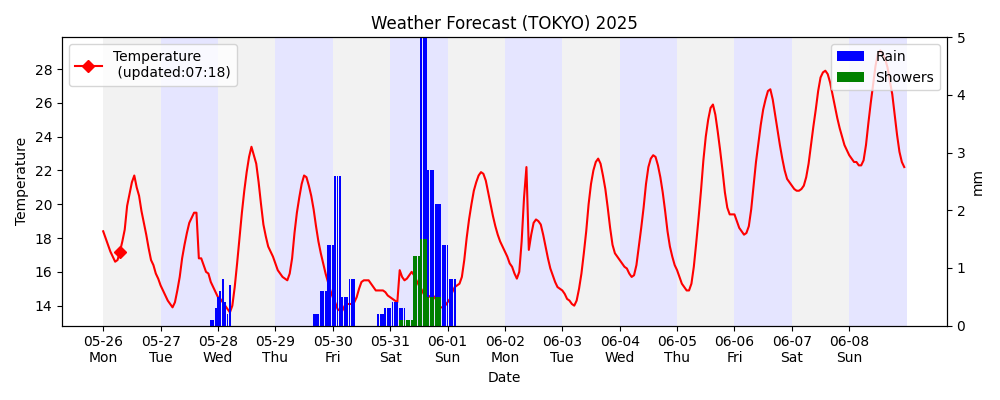 Weather Forecast (TOKYO) 2025
Temperature
(updated:07:18)
Rain
Showers
Temperature
28
26
24
22
20
18
16
14
5
4
3
2
1
0
mm
05-26 05-27 05-28 05-29 05-30 05-31 06-01 06-02 06-03 06-04 06-05 06-06 06-07 06-08
Mon Tue Wed Thu Fri Sat Sun Mon Tue Wed Thu Fri Sat Sun
Date